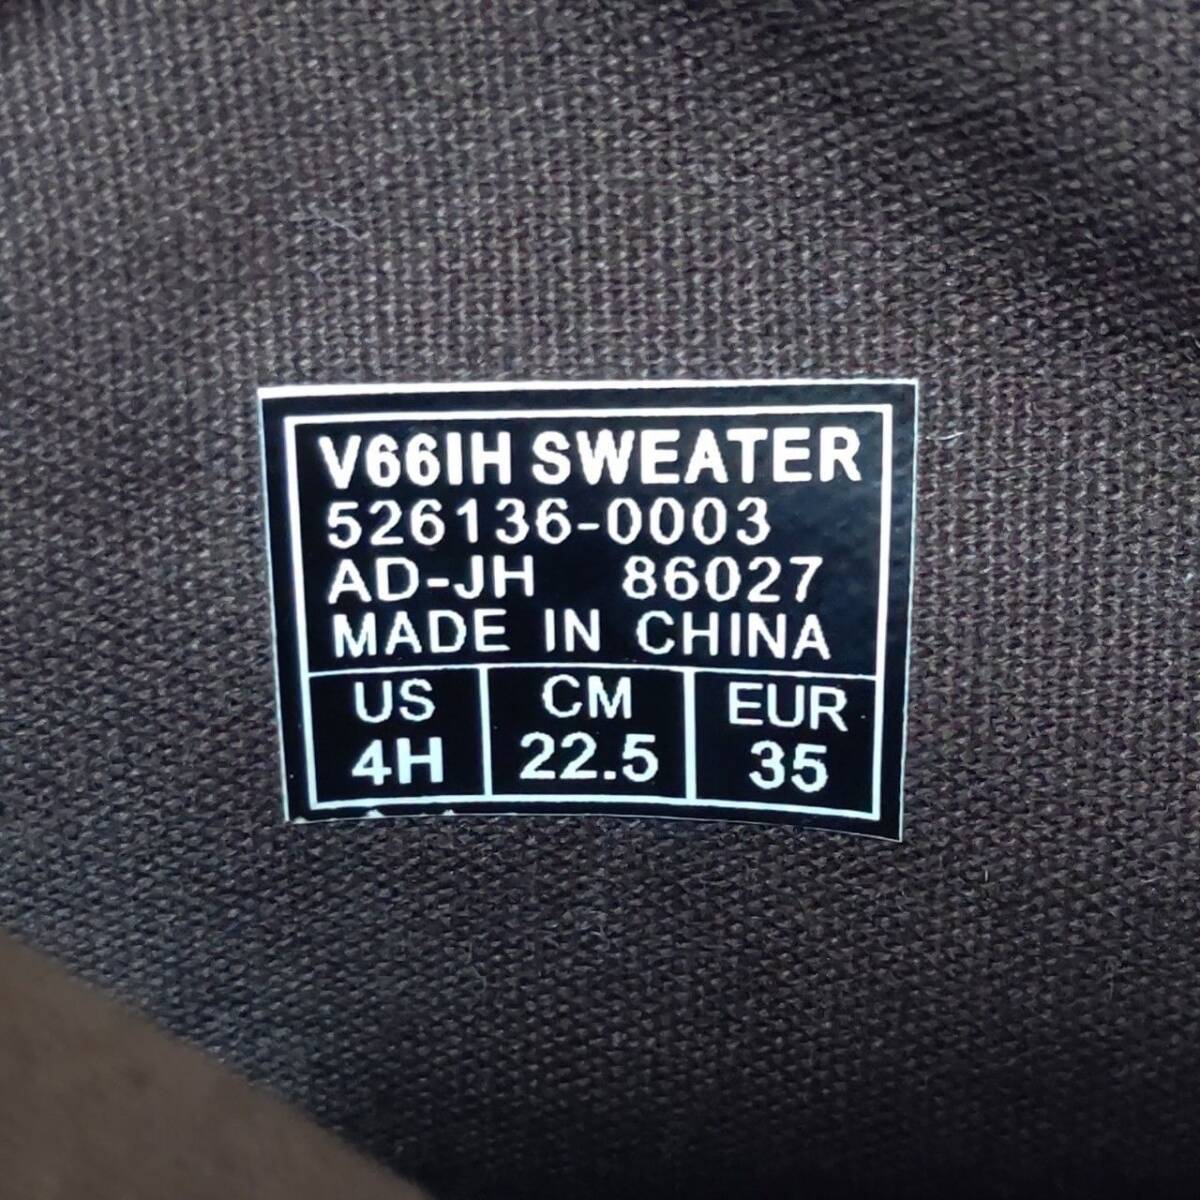 V66IH SWEATER
526136-0003
AD-JH 86027
MADE IN CHINA
US CM EUR
4H 22.5 35